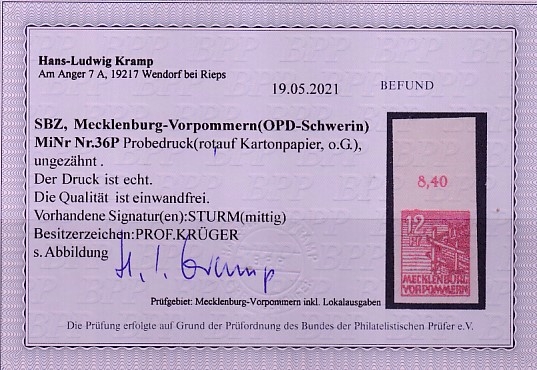 Hans-Ludwig Kramp
Am Anger 7 A, 19217 Wendorf bei Rieps
19.05.2021
BEFUND
SBZ, Mecklenburg-Vorpommern(OPD-Schwerin)
MiNr Nr.36P Probedruck(rotauf Kartonpapier, o.G.),
ungezähnt .
Der Druck ist echt.
Die Qualität ist einwandfrei.
Vorhandene Signatur(en):STURM(mittig)
Besitzerzeichen:PROF.KRÜGER
s. Abbildung
H. L. Kramp
8,40
12
Pf
MECKLENBURG
VORPOMMERN
Prüfgebiet: Mecklenburg-Vorpommern inkl. Lokalausgaben
Die Prüfung erfolgte auf Grund der Prüfordnung des Bundes der Philatelistischen Prüfer e.V.